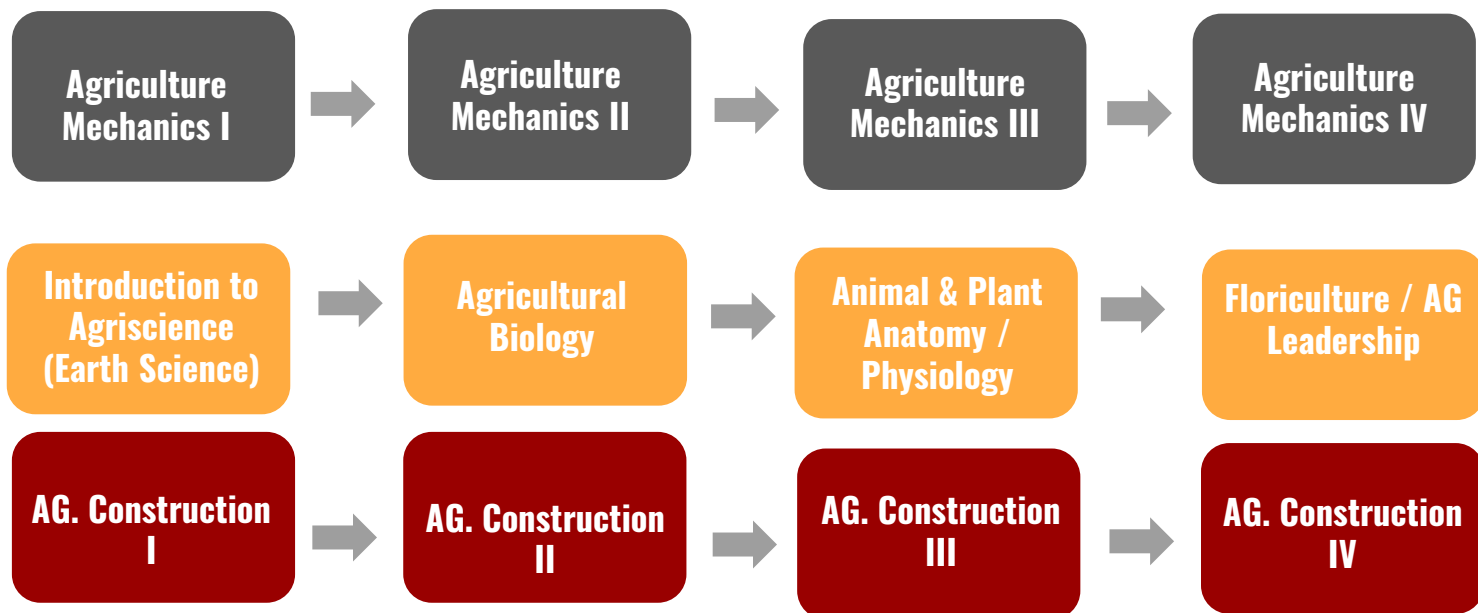 Agriculture
Mechanics I
Agriculture
Mechanics II
Agriculture
Mechanics III
Agriculture
Mechanics IV
Introduction to
Agriscience
(Earth Science)
Agricultural
Biology
Animal & Plant
Anatomy /
Physiology
Floriculture / AG
Leadership
AG. Construction
I
AG. Construction
II
AG. Construction
III
AG. Construction
IV